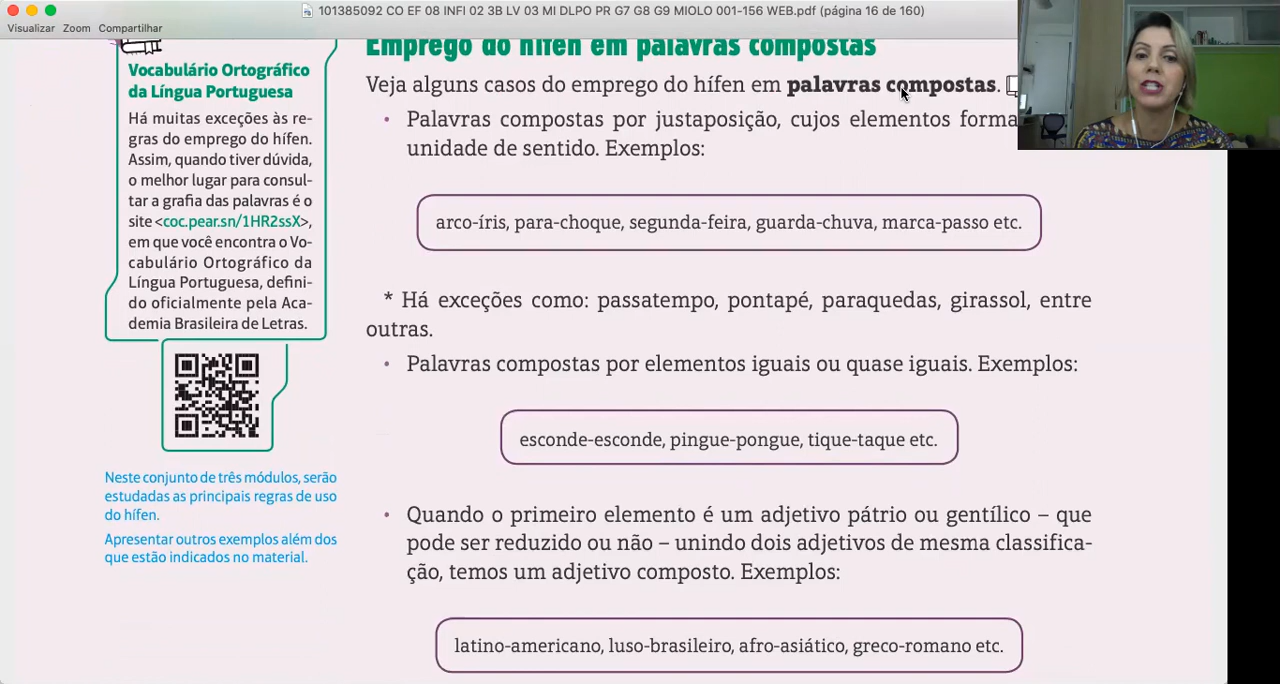 101385092 CO EF 08 INFI 02 3B LV 03 MI DLPO PR G7 G8 G9 MIOLO 001-156 WEB.pdf (página 16 de 160)
Visualizar Zoom Compartilhar
Vocabulário Ortográfico
da Língua Portuguesa
Há muitas exceções às re-
gras do emprego do hífen.
Assim, quando tiver dúvida,
o melhor lugar para consul-
tar a grafia das palavras é o
site <coc.pear.sn/1HR2ssX>,
em que você encontra o Vo-
cabulário Ortográfico da
Língua Portuguesa, defini-
do oficialmente pela Aca-
demia Brasileira de Letras.
Neste conjunto de três módulos, serão
estudadas as principais regras de uso
do hífen.
Apresentar outros exemplos além dos
que estão indicados no material.
Emprego do hífen em palavras compostas
Veja alguns casos do emprego do hífen em palavras compostas.
• Palavras compostas por justaposição, cujos elementos forma
unidade de sentido. Exemplos:
arco-íris, para-choque, segunda-feira, guarda-chuva, marca-passo etc.
* Há exceções como: passatempo, pontapé, paraquedas, girassol, entre
outras.
• Palavras compostas por elementos iguais ou quase iguais. Exemplos:
esconde-esconde, pingue-pongue, tique-taque etc.
• Quando o primeiro elemento é um adjetivo pátrio ou gentílico – que
pode ser reduzido ou não – unindo dois adjetivos de mesma classifica-
ção, temos um adjetivo composto. Exemplos:
latino-americano, luso-brasileiro, afro-asiático, greco-romano etc.